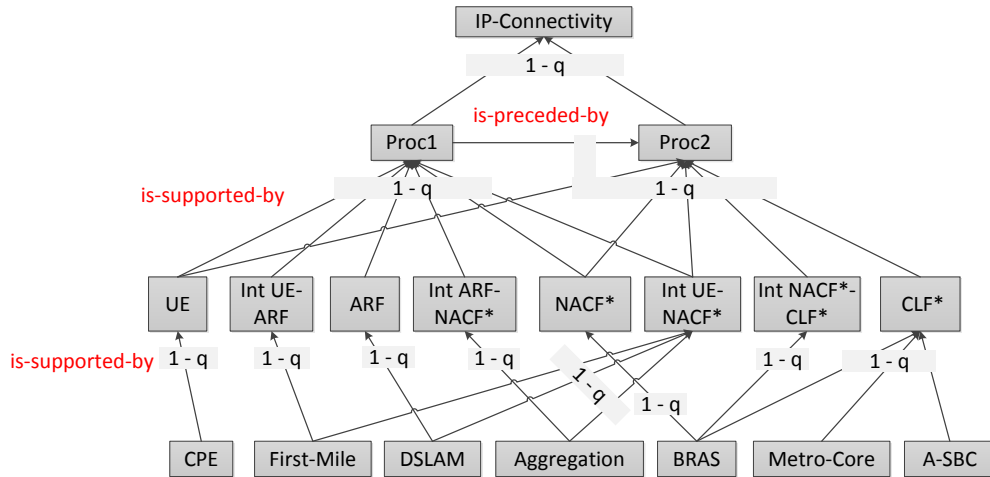 IP-Connectivity
1 - q
is-preceded-by
Proc1
Proc2
is-supported-by
1 - q
1 - q
UE
Int UE-
ARF
ARF
Int ARF-
NACF*
NACF*
Int UE-
NACF*
Int NACF*-
CLF*
CLF*
is-supported-by
1 - q
1 - q
1 - q
1 - q
1 - q
1 - q
1 - q
1 - q
CPE
First-Mile
DSLAM
Aggregation
BRAS
Metro-Core
A-SBC